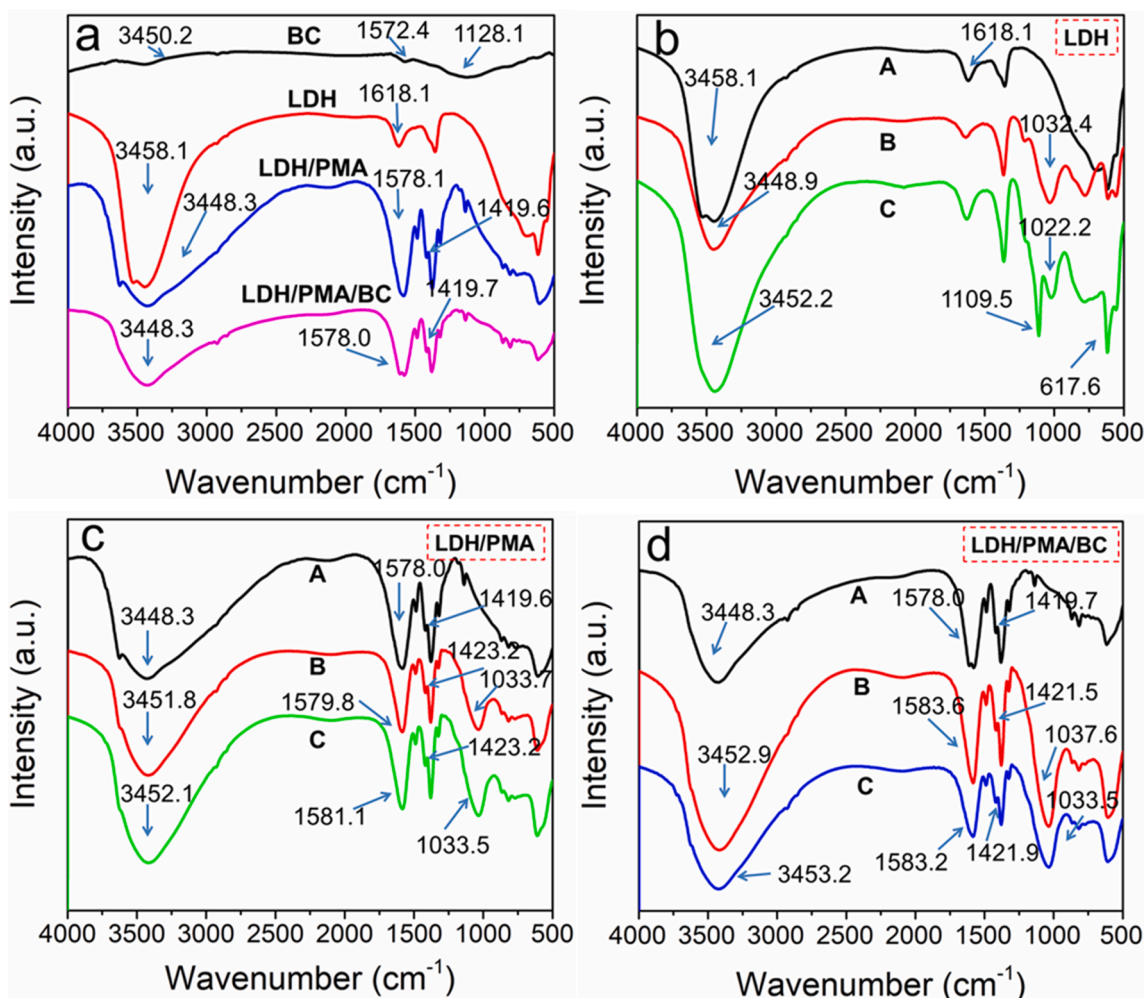 a
BC
3450.2
1572.4
1128.1
LDH
1618.1
3458.1
LDH/PMA
1578.1
3448.3
1419.6
LDH/PMA/BC
1419.7
3448.3
1578.0
Intensity (a.u.)
4000 3500 3000 2500 2000 1500 1000 500
Wavenumber (cm-1)
b
LDH
1618.1
A
3458.1
B
1032.4
3448.9
C
1022.2
3452.2
1109.5
617.6
Intensity (a.u.)
4000 3500 3000 2500 2000 1500 1000 500
Wavenumber (cm-1)
c
LDH/PMA
1578.0
A
1419.6
3448.3
1423.2
B
1033.7
3451.8
1579.8
C
1423.2
3452.1
1581.1
1033.5
Intensity (a.u.)
4000 3500 3000 2500 2000 1500 1000 500
Wavenumber (cm-1)
d
LDH/PMA/BC
1578.0
1419.7
A
3448.3
B
1421.5
1583.6
1037.6
3452.9
C
1033.5
1583.2
1421.9
3453.2
Intensity (a.u.)
4000 3500 3000 2500 2000 1500 1000 500
Wavenumber (cm-1)